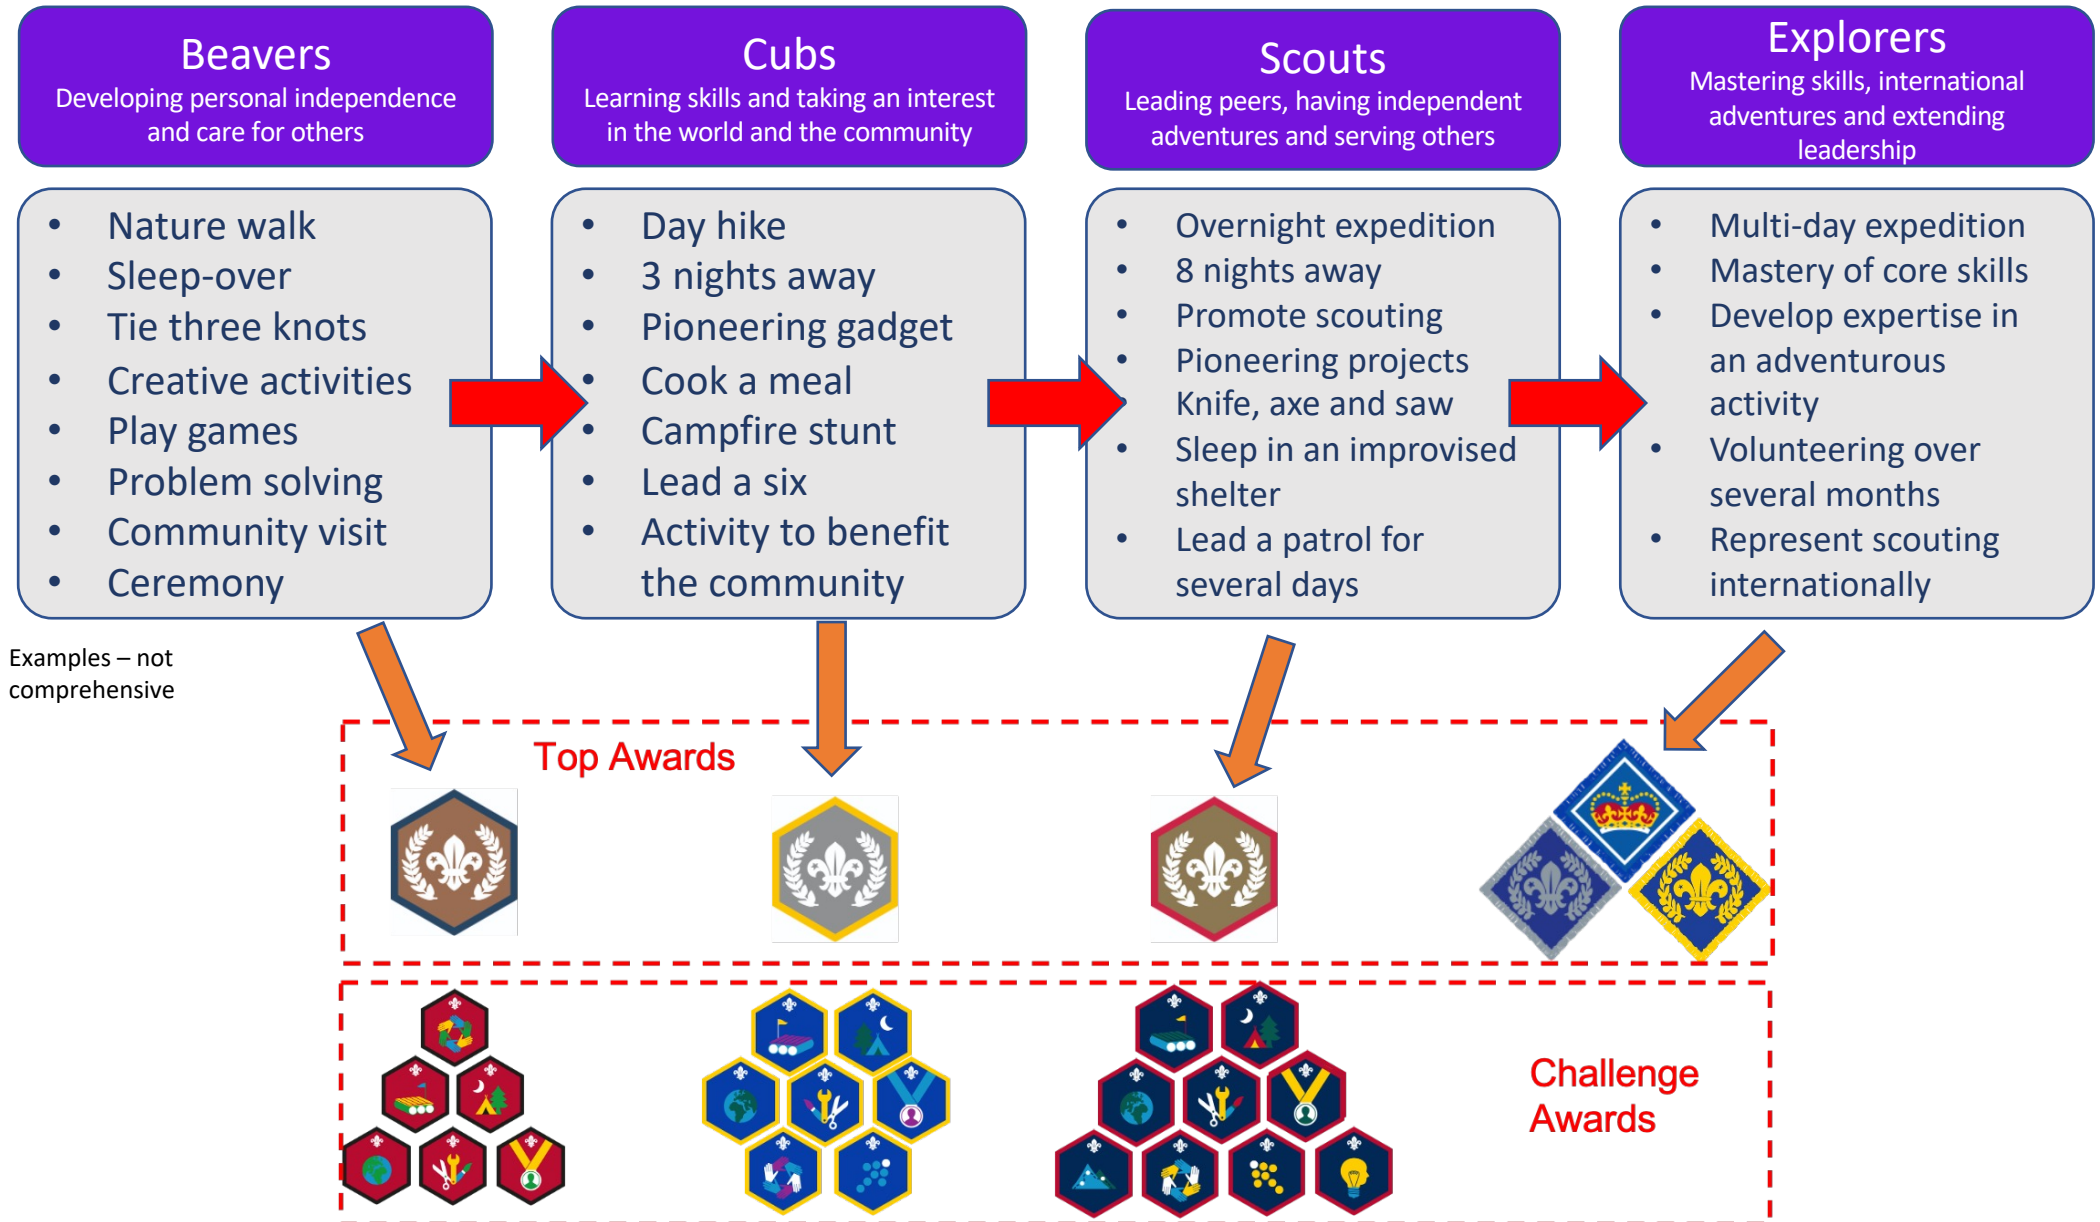 Beavers
Developing personal independence
and care for others
Cubs
Learning skills and taking an interest
in the world and the community
Scouts
Leading peers, having independent
adventures and serving others
Explorers
Mastering skills, international
adventures and extending
leadership
• Nature walk
• Sleep-over
• Tie three knots
• Creative activities
• Play games
• Problem solving
• Community visit
• Ceremony
• Day hike
• 3 nights away
• Pioneering gadget
• Cook a meal
• Campfire stunt
• Lead a six
• Activity to benefit
the community
• Overnight expedition
• 8 nights away
• Promote scouting
• Pioneering projects
• Knife, axe and saw
• Sleep in an improvised
shelter
• Lead a patrol for
several days
• Multi-day expedition
• Mastery of core skills
• Develop expertise in
an adventurous
activity
• Volunteering over
several months
• Represent scouting
internationally
Examples – not
comprehensive
Top Awards
Challenge
Awards